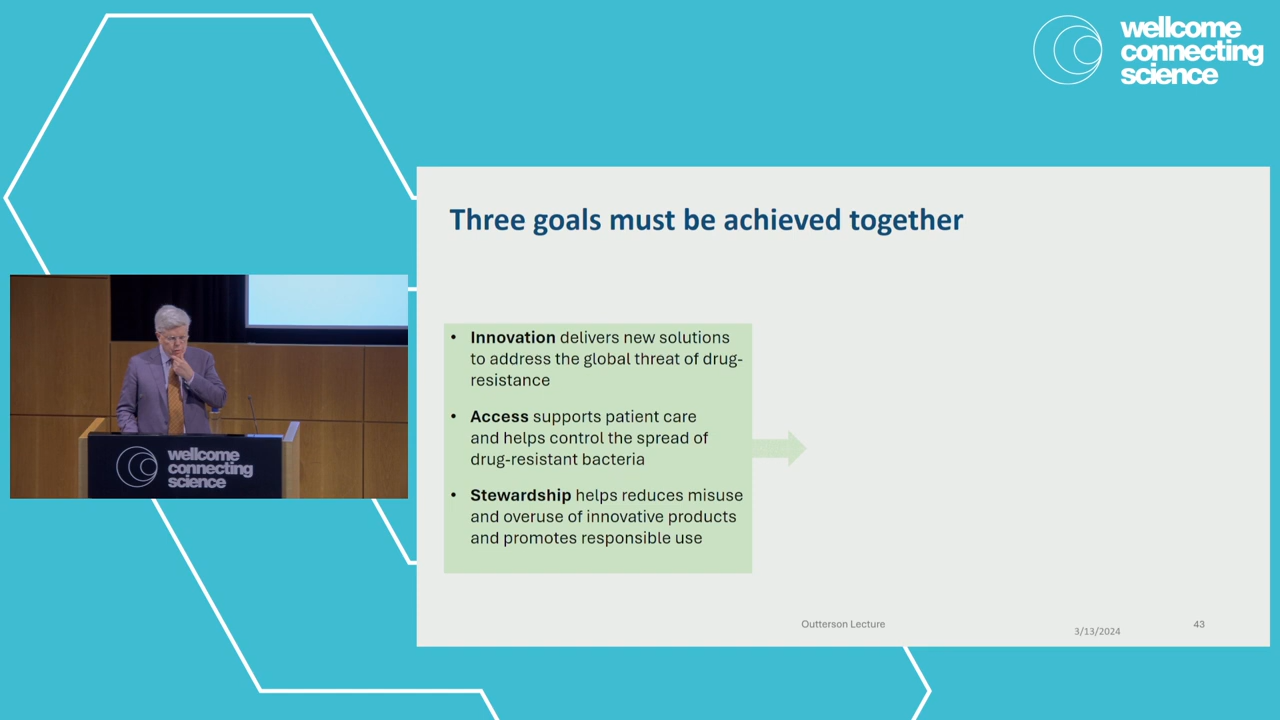 wellcome
connecting
science
Three goals must be achieved together
• Innovation delivers new solutions
to address the global threat of drug-
resistance
• Access supports patient care
and helps control the spread of
drug-resistant bacteria
• Stewardship helps reduces misuse
and overuse of innovative products
and promotes responsible use
Outterson Lecture
3/13/2024
43
wellcome
connecting
science